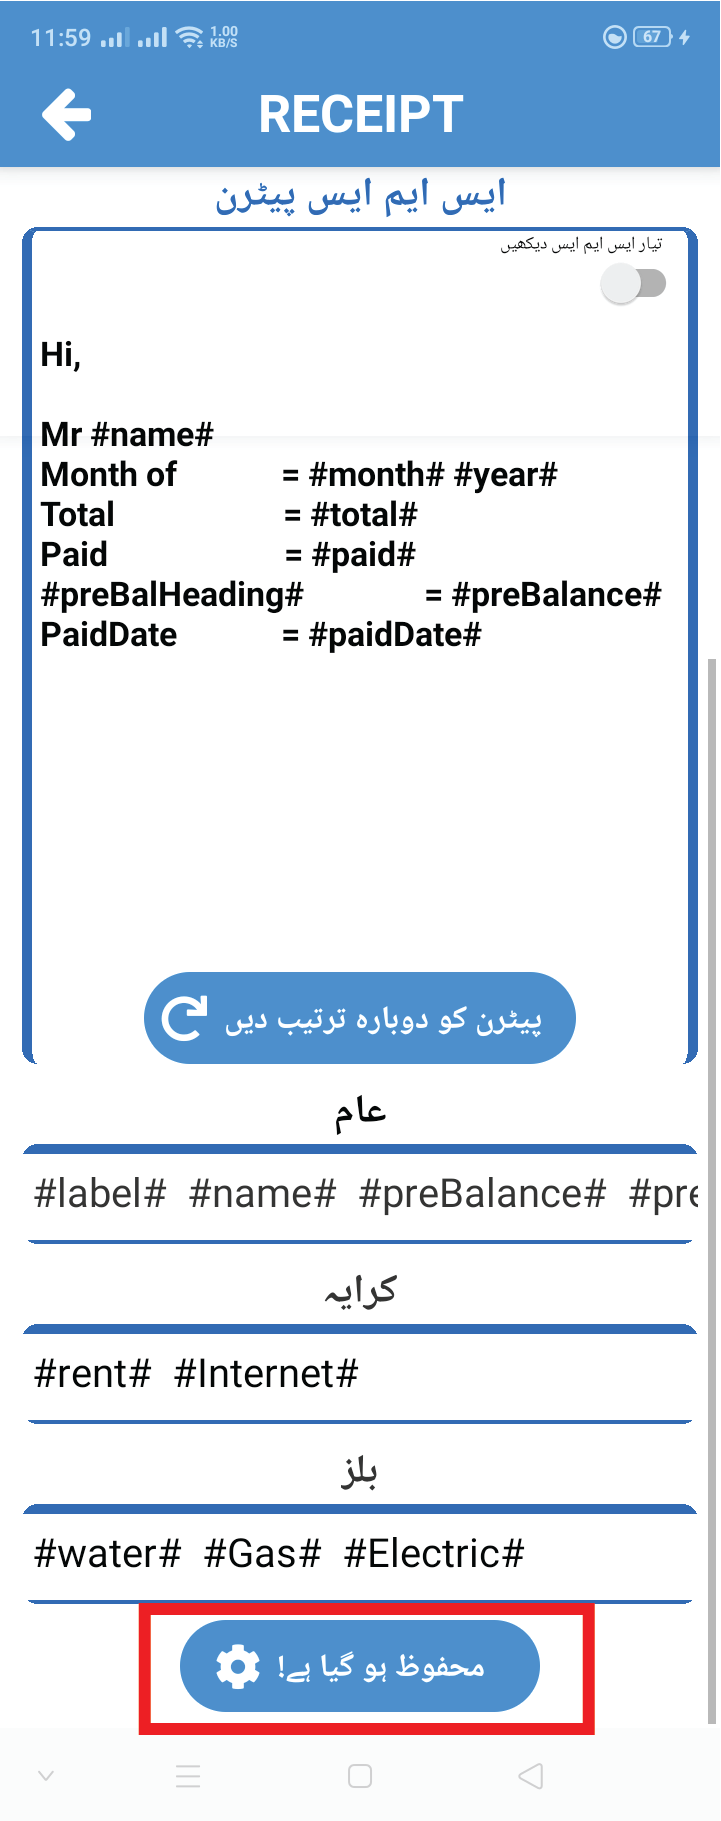 11:59 1.00 KB/S 67
RECEIPT
ایس ایم ایس پیٹرن
تیار ایس ایم ایس دیکھیں
Hi,
Mr #name#
Month of = #month# #year#
Total = #total#
Paid = #paid#
#preBalHeading# = #preBalance#
PaidDate = #paidDate#
پیٹرن کو دوبارہ ترتیب دیں
عام
#label# #name# #preBalance# #pre
کرایہ
#rent# #Internet#
بلز
#water# #Gas# #Electric#
محفوظ ہو گیا ہے!